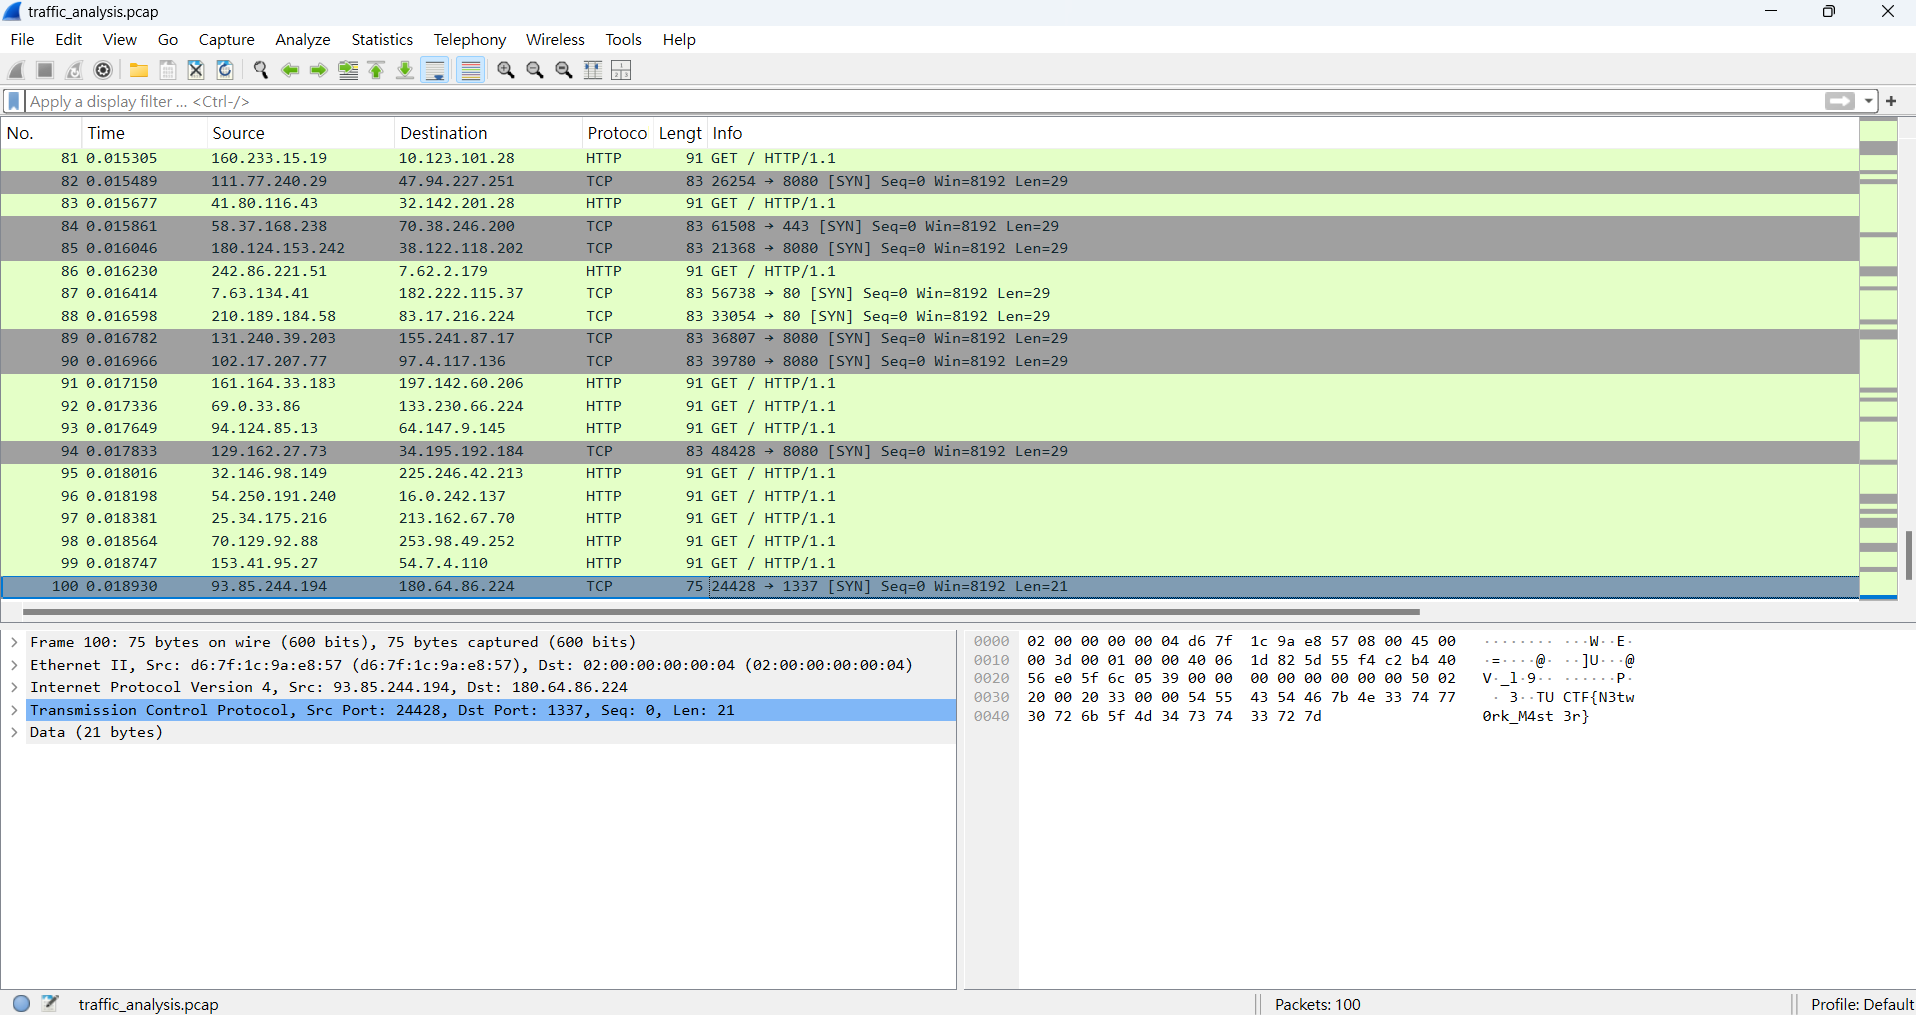 traffic_analysis.pcap
File Edit View Go Capture Analyze Statistics Telephony Wireless Tools Help
Apply a display filter ... <Ctrl-/>
No. Time Source Destination Protoco Lengt Info
81 0.015305 160.233.15.19 10.123.101.28 HTTP 91 GET / HTTP/1.1
82 0.015489 111.77.240.29 47.94.227.251 TCP 83 26254 → 8080 [SYN] Seq=0 Win=8192 Len=29
83 0.015677 41.80.116.43 32.142.201.28 HTTP 91 GET / HTTP/1.1
84 0.015861 58.37.168.238 70.38.246.200 TCP 83 61508 → 443 [SYN] Seq=0 Win=8192 Len=29
85 0.016046 180.124.153.242 38.122.118.202 TCP 83 21368 → 8080 [SYN] Seq=0 Win=8192 Len=29
86 0.016230 242.86.221.51 7.62.2.179 HTTP 91 GET / HTTP/1.1
87 0.016414 7.63.134.41 182.222.115.37 TCP 83 56738 → 80 [SYN] Seq=0 Win=8192 Len=29
88 0.016598 210.189.184.58 83.17.216.224 TCP 83 33054 → 80 [SYN] Seq=0 Win=8192 Len=29
89 0.016782 131.240.39.203 155.241.87.17 TCP 83 36807 → 8080 [SYN] Seq=0 Win=8192 Len=29
90 0.016966 102.17.207.77 97.4.117.136 TCP 83 39780 → 8080 [SYN] Seq=0 Win=8192 Len=29
91 0.017150 161.164.33.183 197.142.60.206 HTTP 91 GET / HTTP/1.1
92 0.017336 69.0.33.86 133.230.66.224 HTTP 91 GET / HTTP/1.1
93 0.017649 94.124.85.13 64.147.9.145 HTTP 91 GET / HTTP/1.1
94 0.017833 129.162.27.73 34.195.192.184 TCP 83 48428 → 8080 [SYN] Seq=0 Win=8192 Len=29
95 0.018016 32.146.98.149 225.246.42.213 HTTP 91 GET / HTTP/1.1
96 0.018198 54.250.191.240 16.0.242.137 HTTP 91 GET / HTTP/1.1
97 0.018381 25.34.175.216 213.162.67.70 HTTP 91 GET / HTTP/1.1
98 0.018564 70.129.92.88 253.98.49.252 HTTP 91 GET / HTTP/1.1
99 0.018747 153.41.95.27 54.7.4.110 HTTP 91 GET / HTTP/1.1
100 0.018930 93.85.244.194 180.64.86.224 TCP 75 24428 → 1337 [SYN] Seq=0 Win=8192 Len=21
Frame 100: 75 bytes on wire (600 bits), 75 bytes captured (600 bits)
Ethernet II, Src: d6:7f:1c:9a:e8:57 (d6:7f:1c:9a:e8:57), Dst: 02:00:00:00:00:04 (02:00:00:00:00:04)
Internet Protocol Version 4, Src: 93.85.244.194, Dst: 180.64.86.224
Transmission Control Protocol, Src Port: 24428, Dst Port: 1337, Seq: 0, Len: 21
Data (21 bytes)
0000 02 00 00 00 00 04 d6 7f 1c 9a e8 57 08 00 45 00 ········ ···W··E·
0010 00 3d 00 01 00 00 40 06 1d 82 5d 55 f4 c2 b4 40 ·=····@· ··]U···@
0020 56 e0 5f 6c 05 39 00 00 00 00 00 00 00 00 50 02 V·_l·9·· ······P·
0030 20 00 20 33 00 00 54 55 43 54 46 7b 4e 33 74 77 · 3··TU CTF{N3tw
0040 30 72 6b 5f 4d 34 73 74 33 72 7d 0rk_M4st 3r}
traffic_analysis.pcap
Packets: 100
Profile: Default